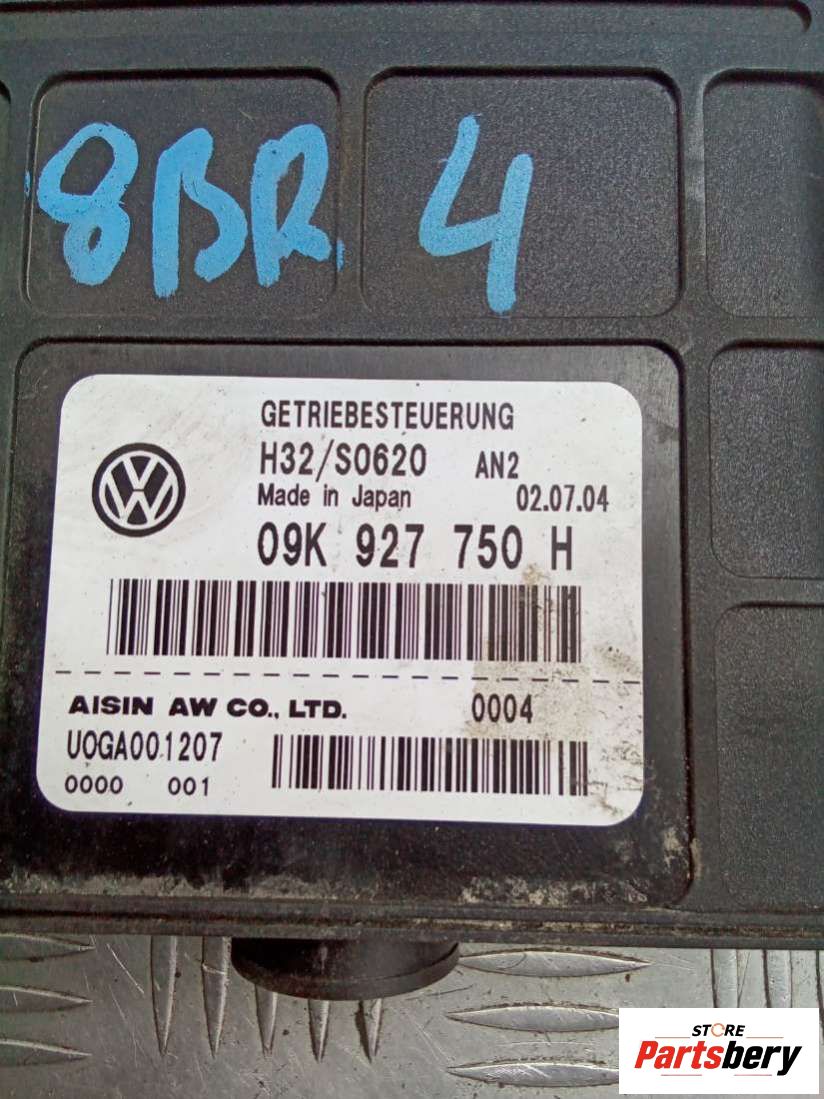 8BR 4
GETRIEBESTEUERUNG
H32/S0620 AN2
Made in Japan 02.07.04
09K 927 750 H
AISIN AW CO., LTD. 0004
UOGA001207
0000 001
STORE
Partsbery